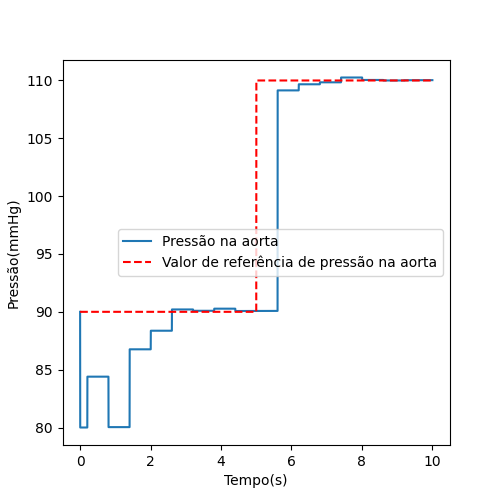 110
105
100
95
90
85
80
Pressão(mmHg)
Pressão na aorta
Valor de referência de pressão na aorta
0 2 4 6 8 10
Tempo(s)